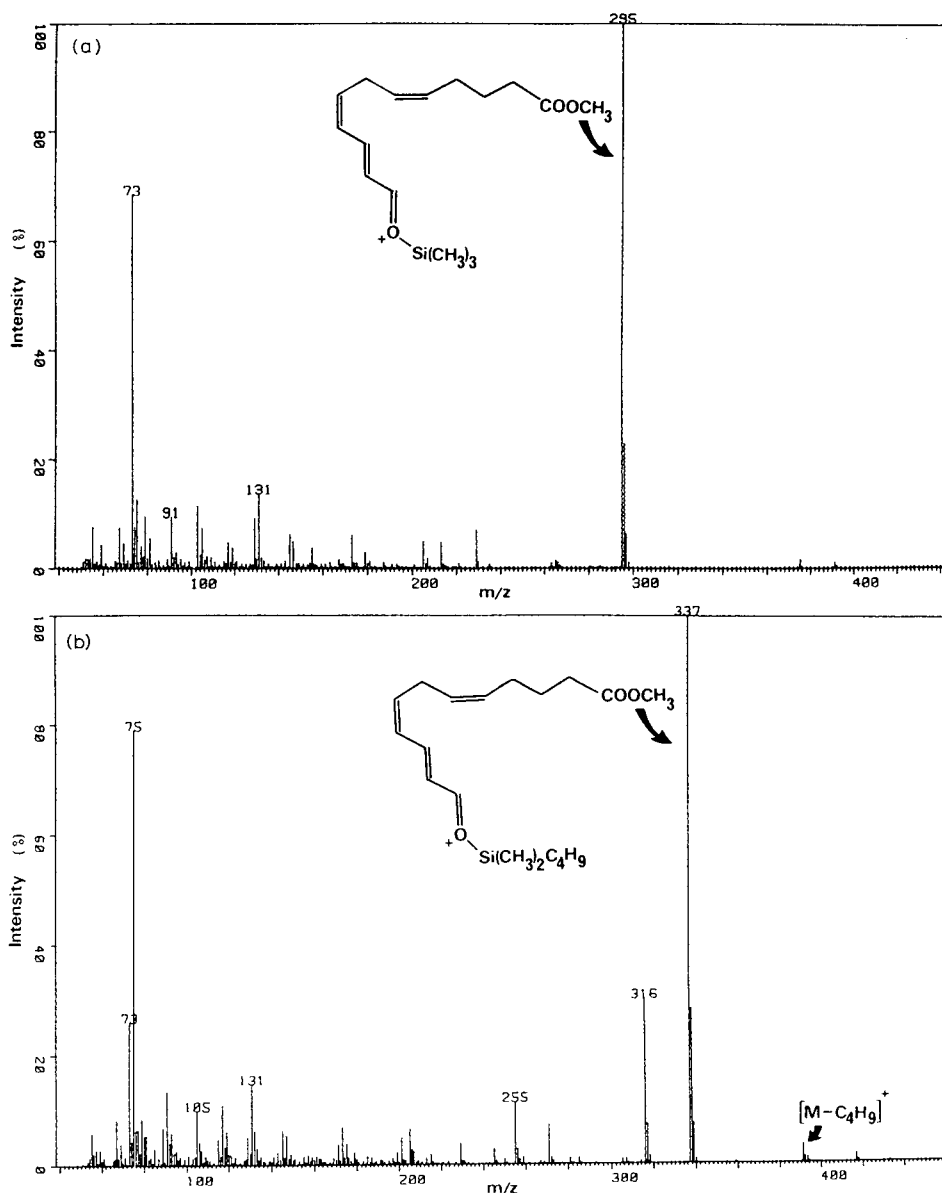 (a)
295
100
80
60
40
20
0
Intensity (%)
COOCH3
O
+
Si(CH3)3
73
91
131
100
200
300
400
m/z
(b)
337
100
80
60
40
20
0
Intensity (%)
COOCH3
O
+
Si(CH3)2C4H9
75
73
105
131
255
316
[M-C4H9]+
100
200
300
400
m/z